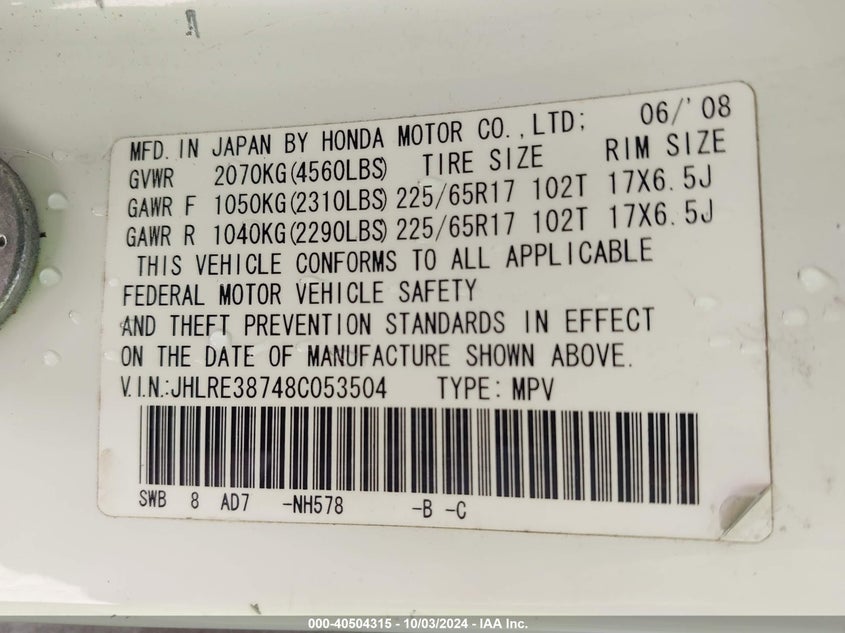 MFD. IN JAPAN BY HONDA MOTOR CO., LTD; 06/'08
GVWR 2070KG(4560LBS) TIRE SIZE RIM SIZE
GAWR F 1050KG(2310LBS) 225/65R17 102T 17X6.5J
GAWR R 1040KG(2290LBS) 225/65R17 102T 17X6.5J
THIS VEHICLE CONFORMS TO ALL APPLICABLE
FEDERAL MOTOR VEHICLE SAFETY
AND THEFT PREVENTION STANDARDS IN EFFECT
ON THE DATE OF MANUFACTURE SHOWN ABOVE.
V.I.N.:JHLRE38748C053504 TYPE: MPV
SWB 8 AD7 -NH578 -B -C
000-40504315 - 10/03/2024 - IAA Inc.